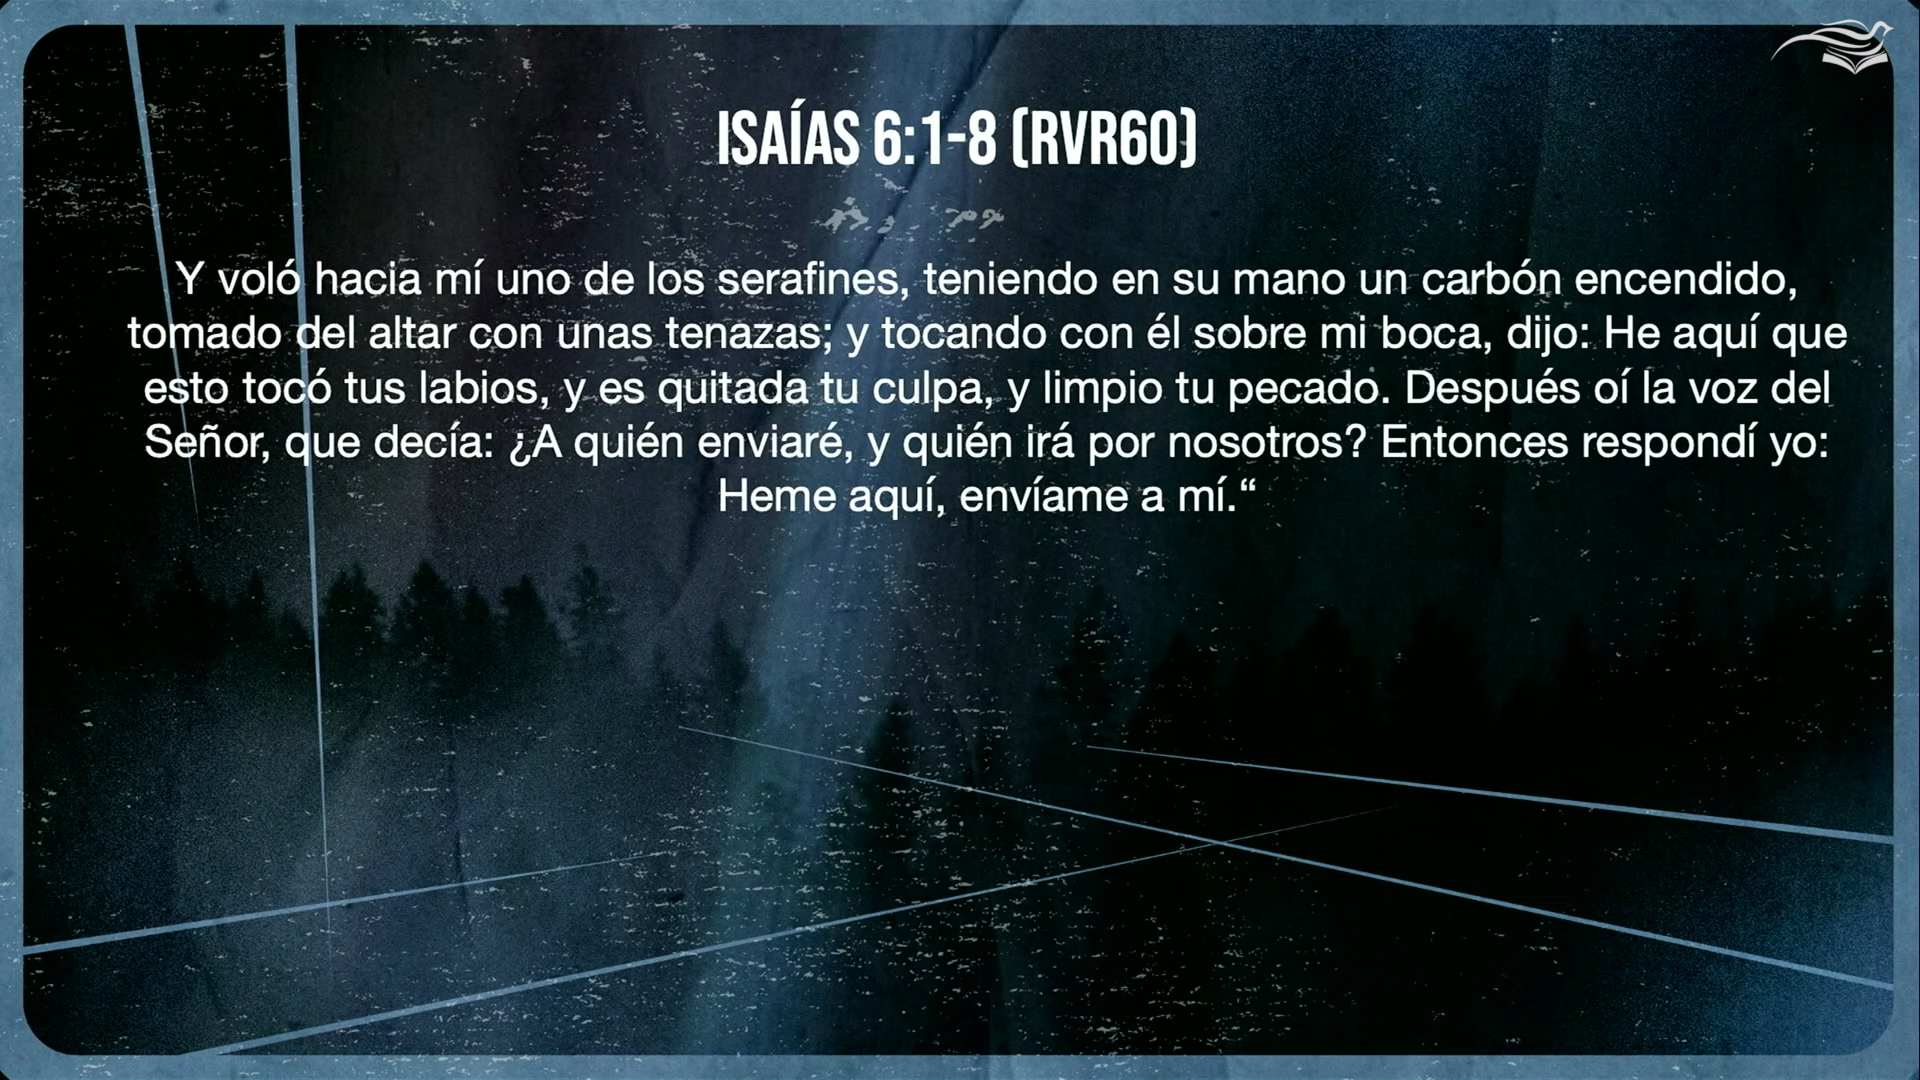 ISAÍAS 6:1-8 (RVR60)
Y voló hacia mí uno de los serafines, teniendo en su mano un carbón encendido,
tomado del altar con unas tenazas; y tocando con él sobre mi boca, dijo: He aquí que
esto tocó tus labios, y es quitada tu culpa, y limpio tu pecado. Después oí la voz del
Señor, que decía: ¿A quién enviaré, y quién irá por nosotros? Entonces respondí yo:
Heme aquí, envíame a mí.“